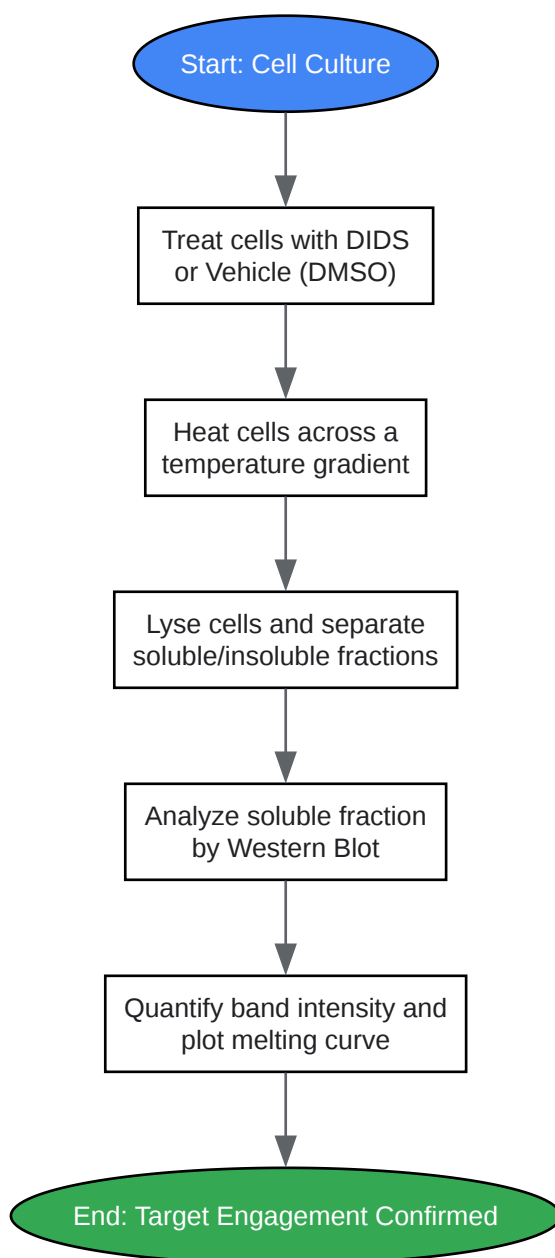 Start: Cell Culture
Treat cells with DIDS
or Vehicle (DMSO)
Heat cells across a
temperature gradient
Lyse cells and separate
soluble/insoluble fractions
Analyze soluble fraction
by Western Blot
Quantify band intensity and
plot melting curve
End: Target Engagement Confirmed